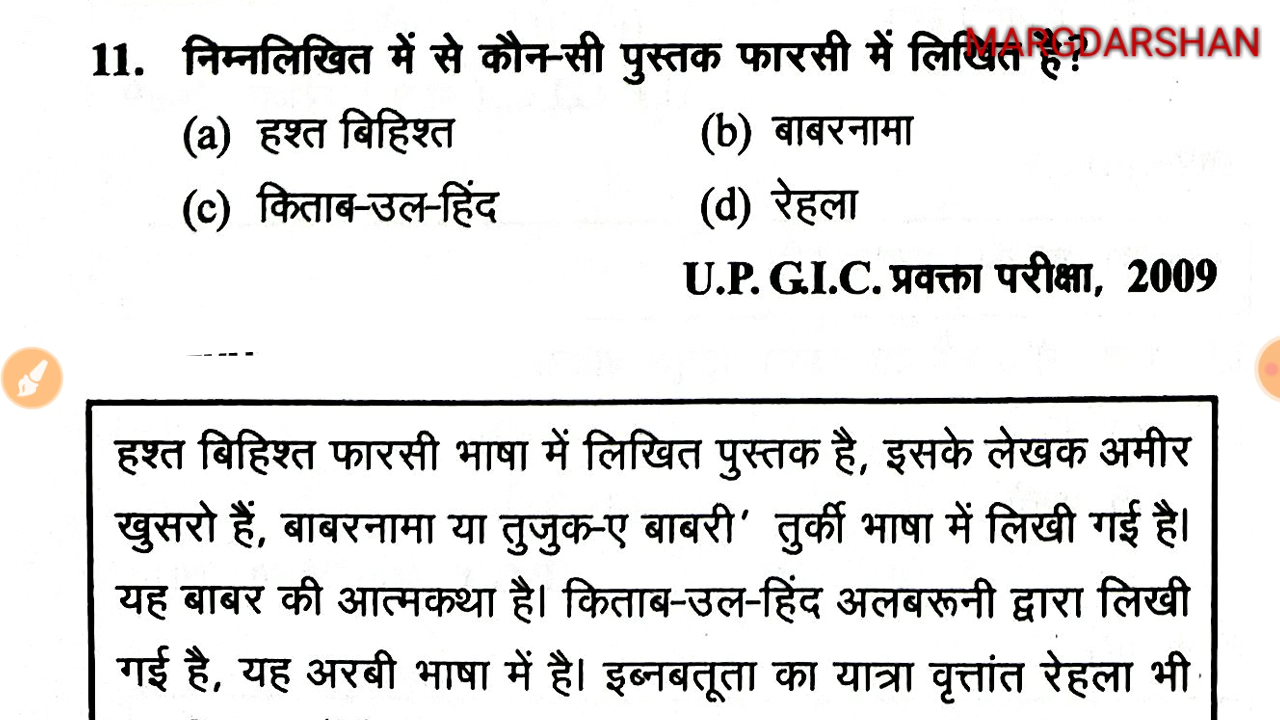 MARGDARSHAN
11. निम्नलिखित में से कौन-सी पुस्तक फारसी में लिखित है?
(a) हश्त बिहिश्त (b) बाबरनामा
(c) किताब-उल-हिंद (d) रेहला
U.P. G.I.C. प्रवक्ता परीक्षा, 2009
हश्त बिहिश्त फारसी भाषा में लिखित पुस्तक है, इसके लेखक अमीर
खुसरो हैं, बाबरनामा या तुजुक-ए बाबरी’ तुर्की भाषा में लिखी गई है।
यह बाबर की आत्मकथा है। किताब-उल-हिंद अलबरूनी द्वारा लिखी
गई है, यह अरबी भाषा में है। इब्नबतूता का यात्रा वृत्तांत रेहला भी